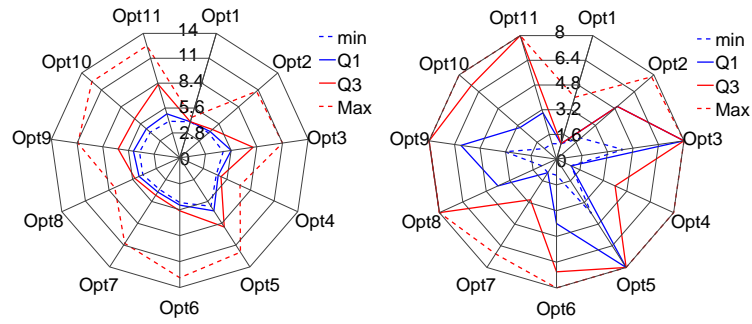 14
Opt11
Opt1
11
min
Q1
Q3
Max
Opt10
Opt2
8.4
5.6
2.8
0
Opt9
Opt3
Opt8
Opt4
Opt7
Opt5
Opt6
8
Opt11
Opt1
6.4
min
Q1
Q3
Max
Opt10
Opt2
4.8
3.2
1.6
0
Opt9
Opt3
Opt8
Opt4
Opt7
Opt5
Opt6